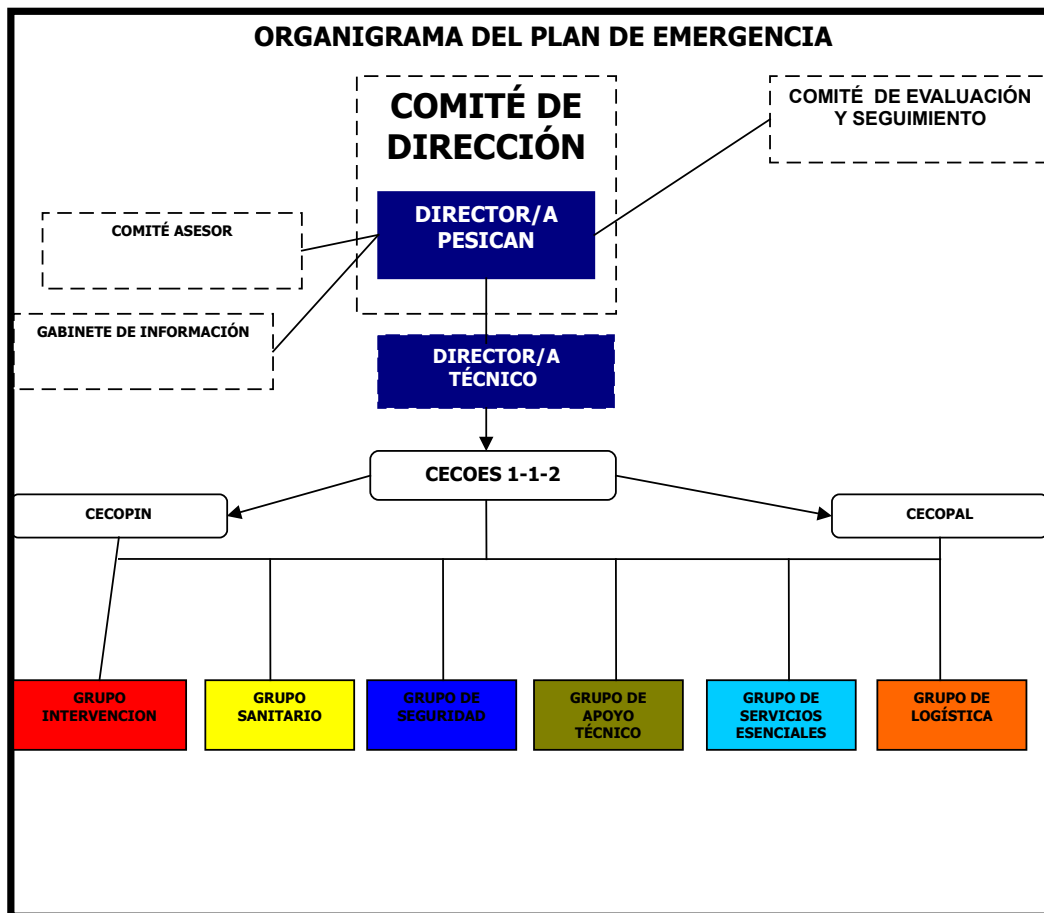 ORGANIGRAMA DEL PLAN DE EMERGENCIA
COMITÉ DE
DIRECCIÓN
COMITÉ DE EVALUACIÓN
Y SEGUIMIENTO
DIRECTOR/A
PESICAN
COMITÉ ASESOR
GABINETE DE INFORMACIÓN
DIRECTOR/A
TÉCNICO
CECOES 1-1-2
CECOPIN
CECOPAL
GRUPO
INTERVENCION
GRUPO
SANITARIO
GRUPO DE
SEGURIDAD
GRUPO DE
APOYO
TÉCNICO
GRUPO DE
SERVICIOS
ESENCIALES
GRUPO DE
LOGÍSTICA